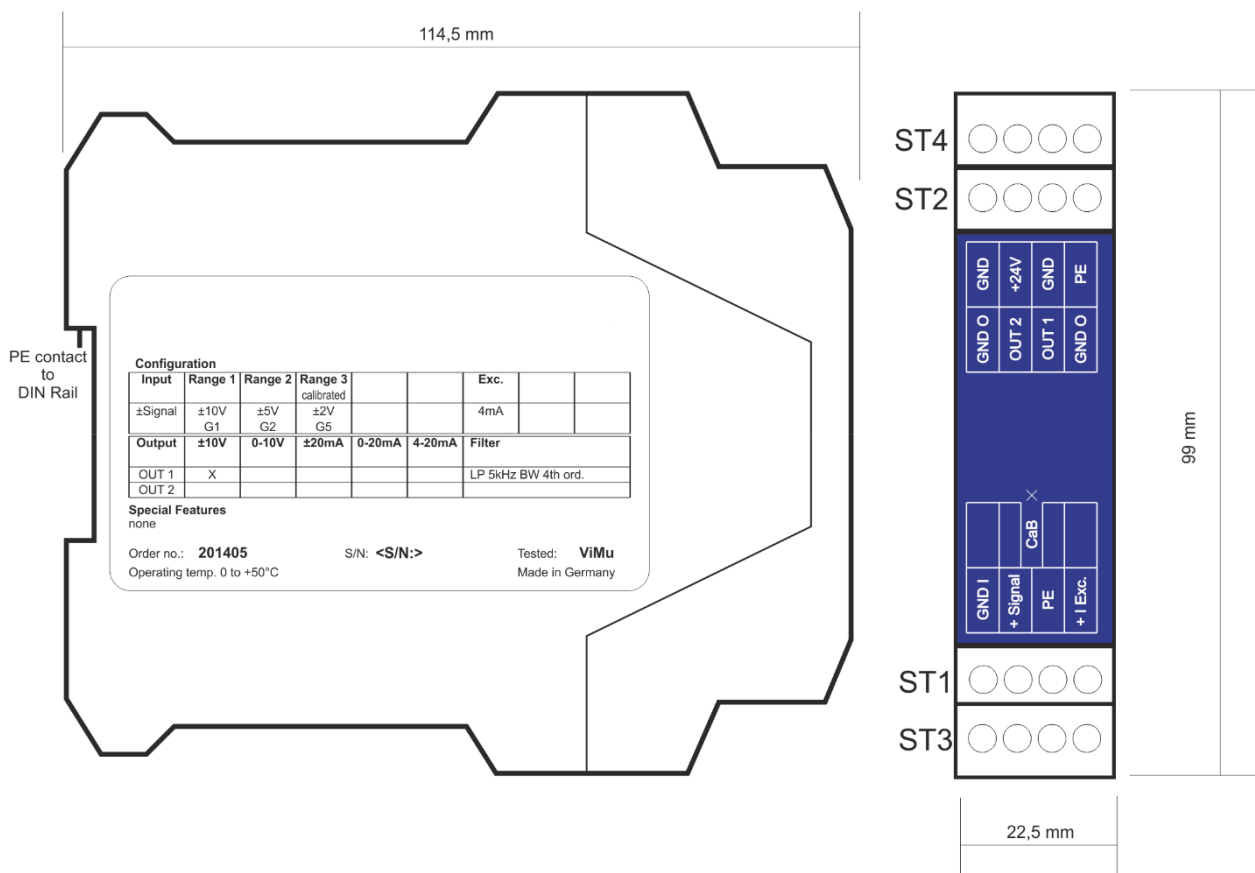 114,5 mm
PE contact
to
DIN Rail
Configuration
Input Range 1 Range 2 Range 3 Exc.
calibrated
±Signal ±10V ±5V ±2V 4mA
G1 G2 G5
Output ±10V 0-10V ±20mA 0-20mA 4-20mA Filter
OUT 1 X LP 5kHz BW 4th ord.
OUT 2
Special Features
none
Order no.: 201405 S/N: <S/N:> Tested: ViMu
Operating temp. 0 to +50°C Made in Germany
ST4
ST2
GND +24V GND PE
GND O OUT 2 OUT 1 GND O
CaB
GND I + Signal PE + I Exc.
ST1
ST3
99 mm
22,5 mm